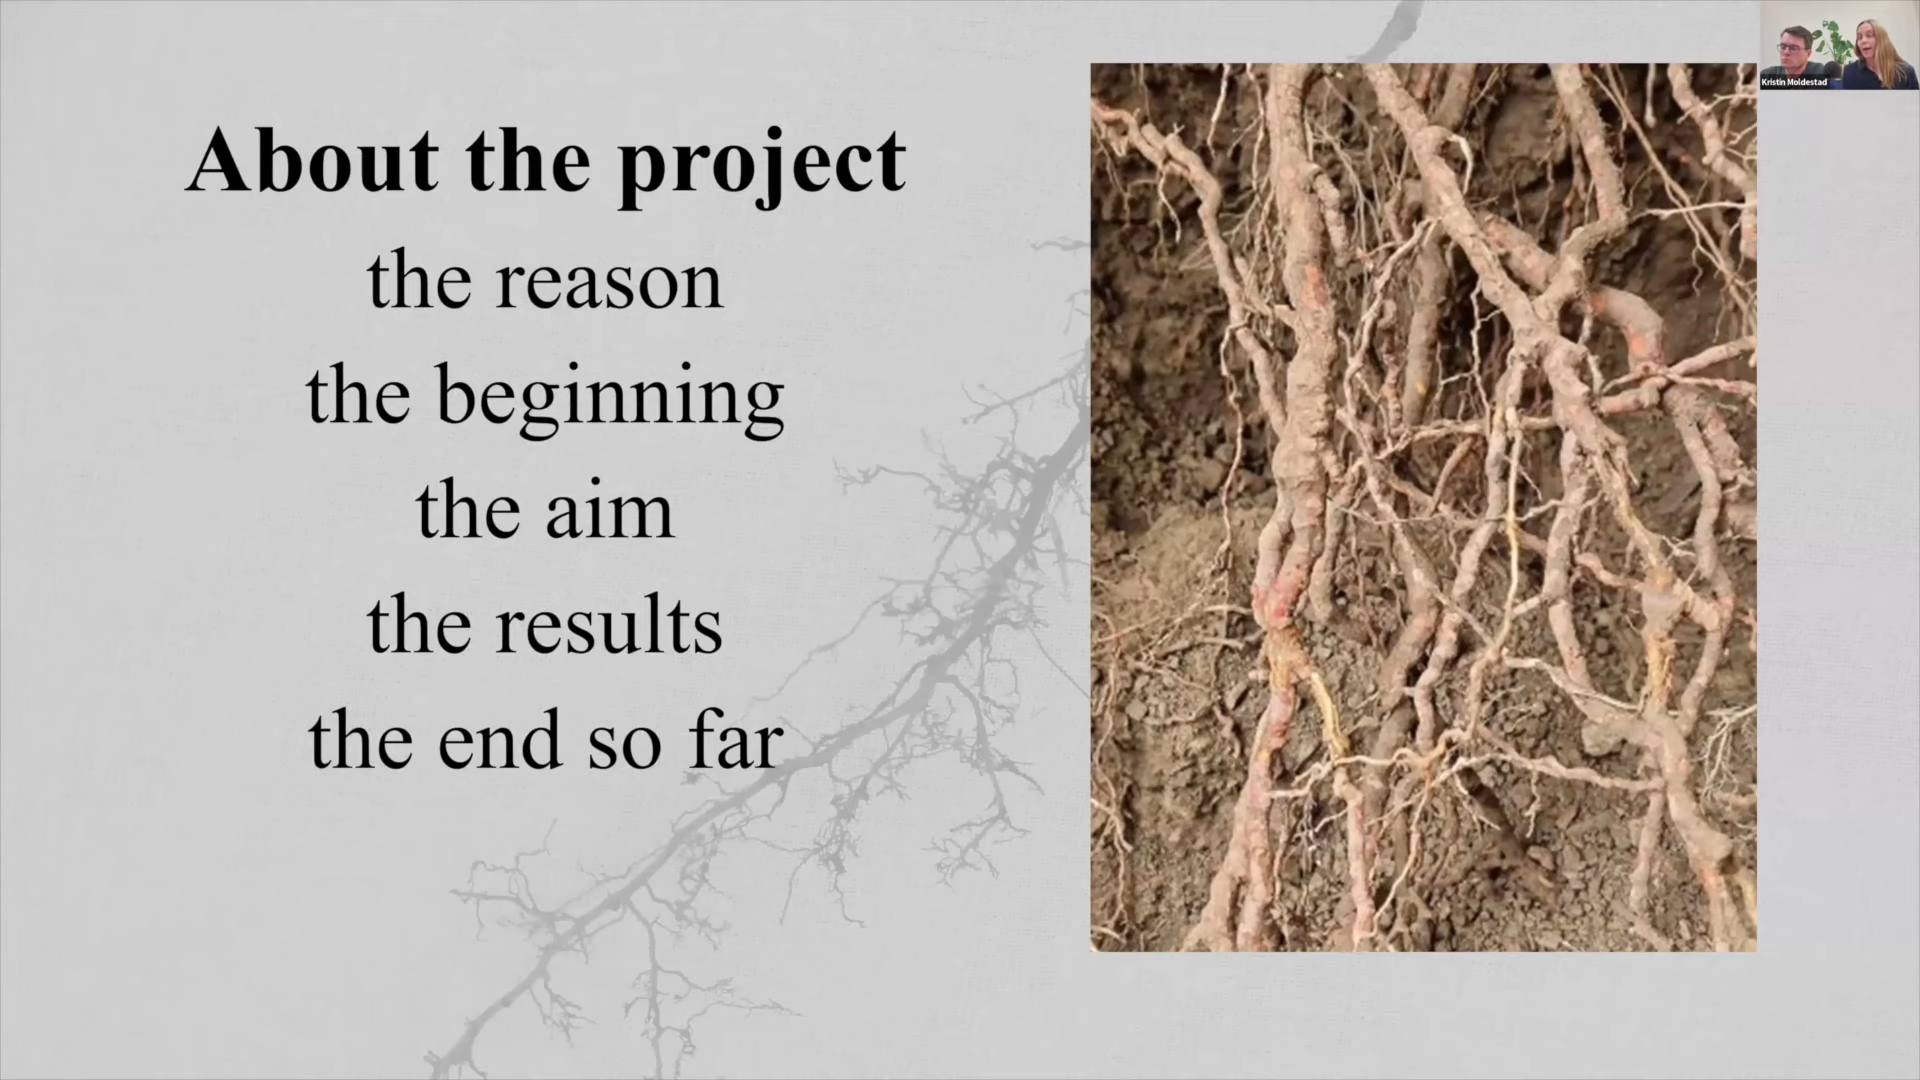 About the project
the reason
the beginning
the aim
the results
the end so far
Kristin Moldestad